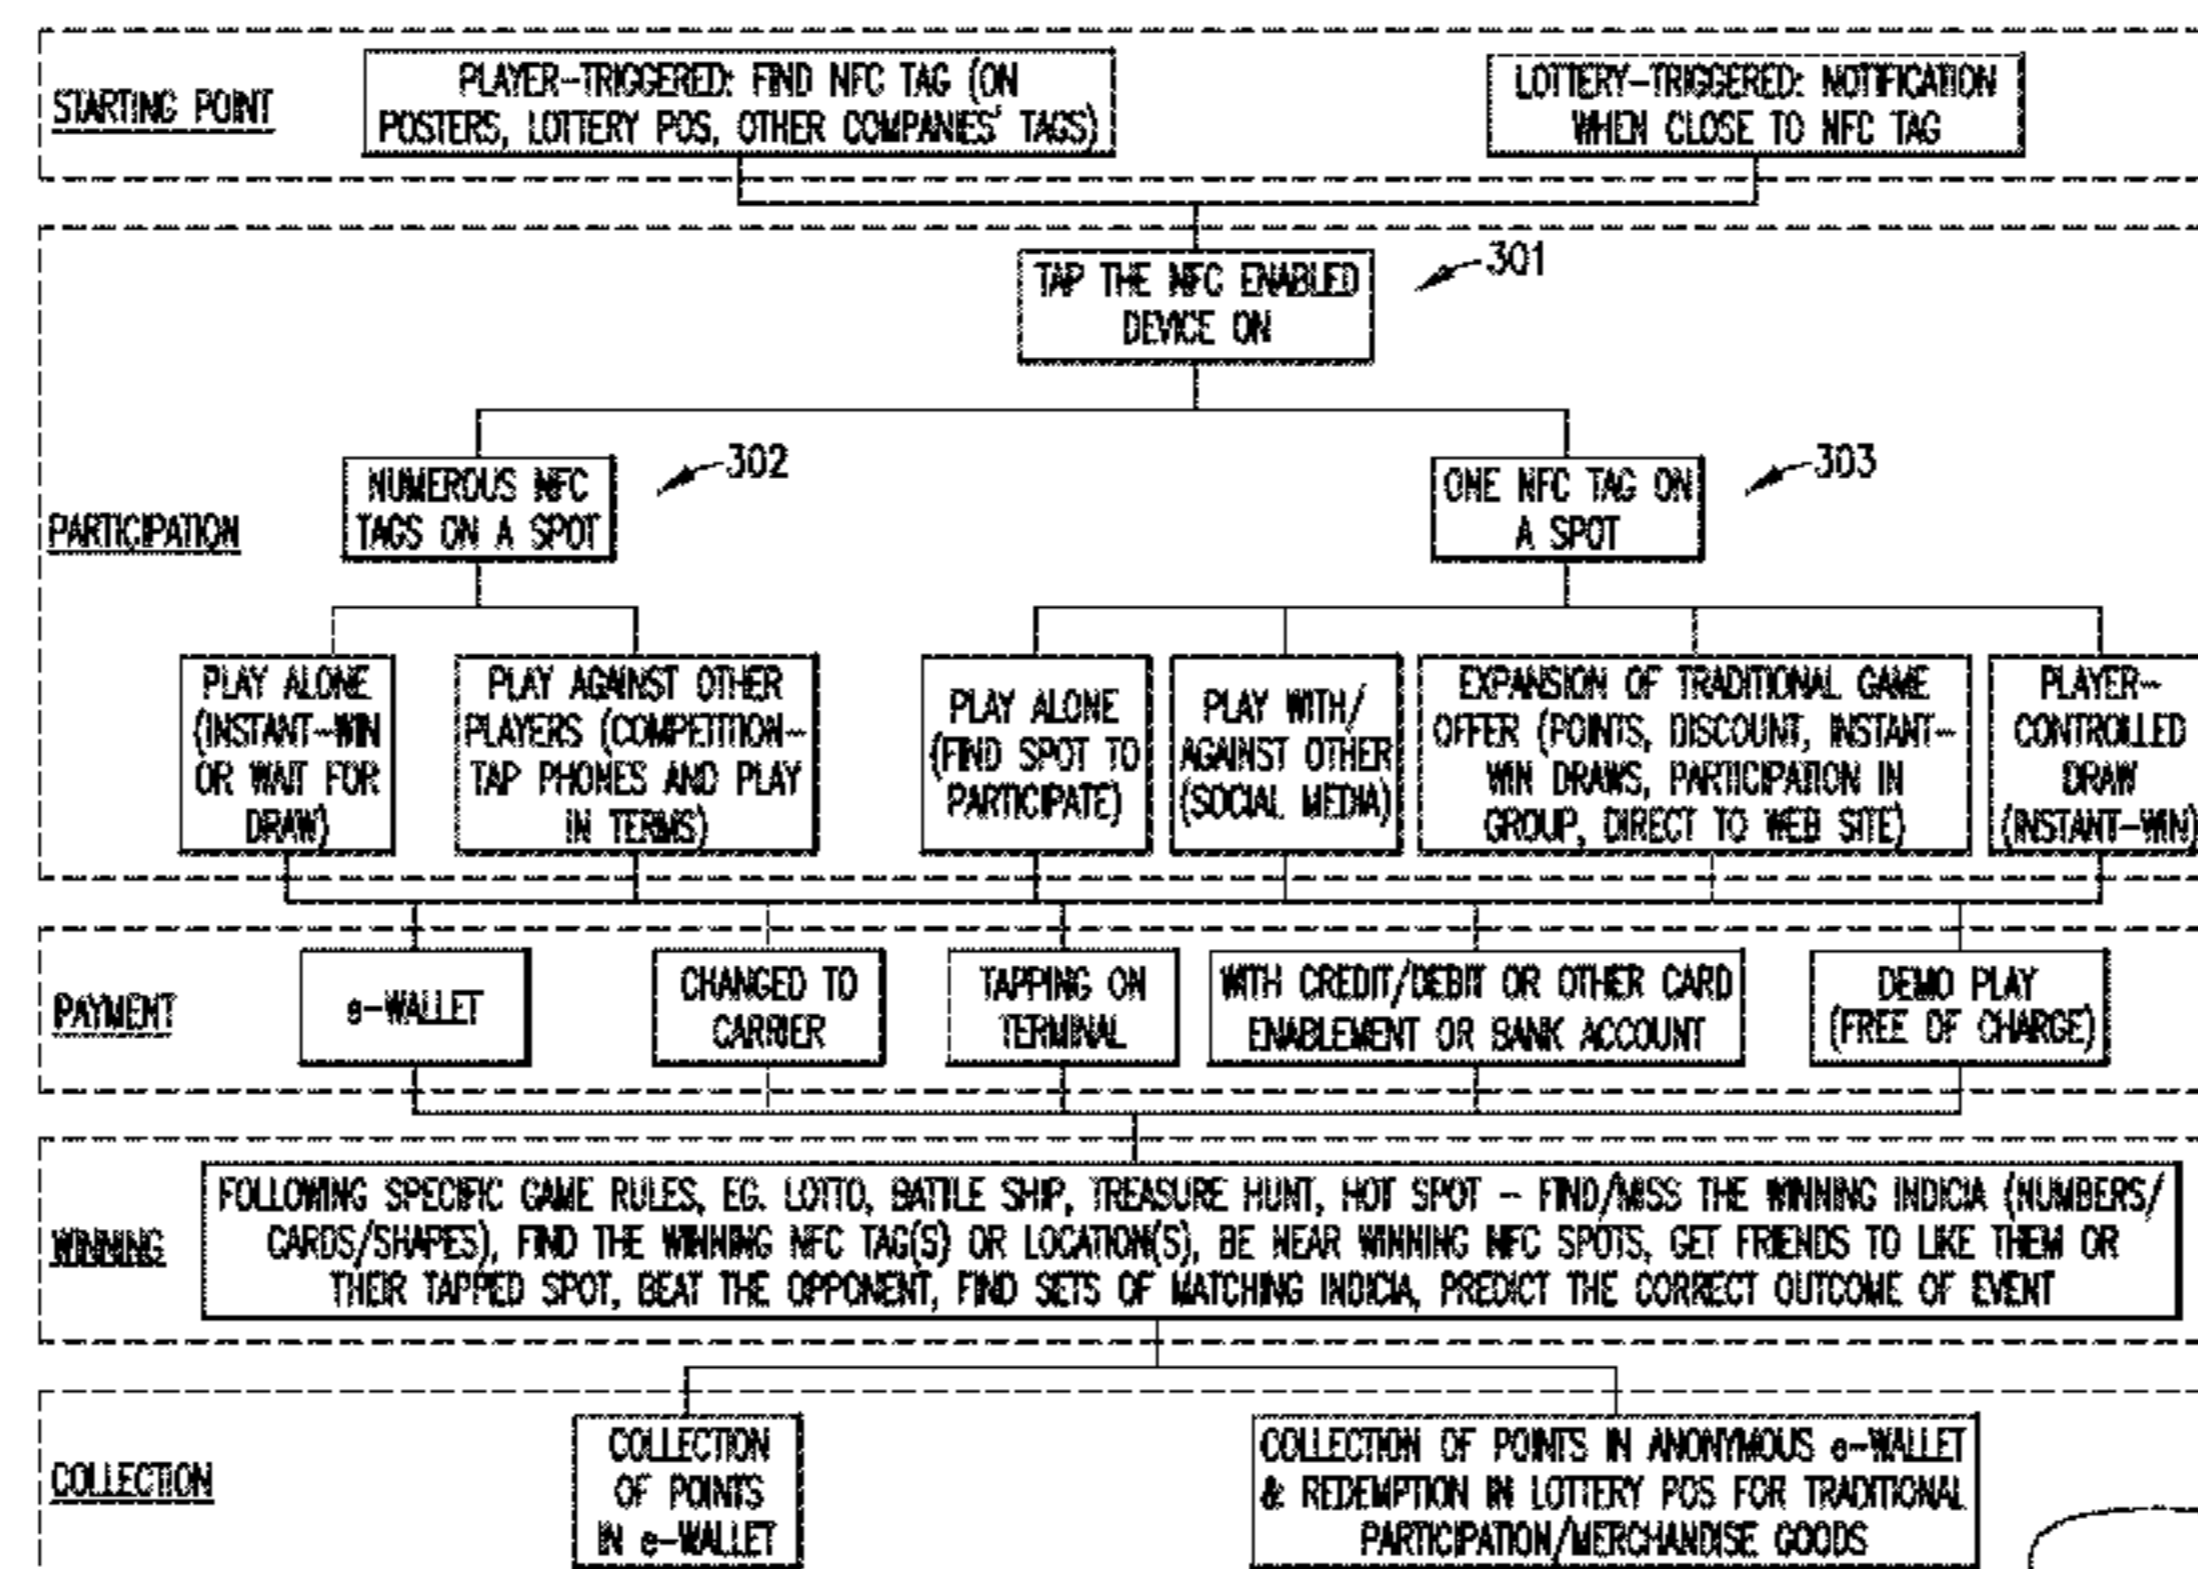 STARTING POINT
PLAYER-TRIGGERED: FIND NFC TAG (ON
POSTERS, LOTTERY POS, OTHER COMPANIES' TAGS)
LOTTERY-TRIGGERED: NOTIFICATION
WHEN CLOSE TO NFC TAG
TAP THE NFC ENABLED
DEVICE ON
301
PARTICIPATION
NUMEROUS NFC
TAGS ON A SPOT
302
ONE NFC TAG ON
A SPOT
303
PLAY ALONE
(INSTANT-WIN
OR WAIT FOR
DRAW)
PLAY AGAINST OTHER
PLAYERS (COMPETITION-
TAP PHONES AND PLAY
IN TERMS)
PLAY ALONE
(FIND SPOT TO
PARTICIPATE)
PLAY WITH/
AGAINST OTHER
(SOCIAL MEDIA)
EXPANSION OF TRADITIONAL GAME
OFFER (POINTS, DISCOUNT, INSTANT-
WIN DRAWS, PARTICIPATION IN
GROUP, DIRECT TO WEB SITE)
PLAYER-
CONTROLLED
DRAW
(INSTANT-WIN)
PAYMENT
e-WALLET
CHANGED TO
CARRIER
TAPPING ON
TERMINAL
WITH CREDIT/DEBIT OR OTHER CARD
ENABLEMENT OR BANK ACCOUNT
DEMO PLAY
(FREE OF CHARGE)
WINNING
FOLLOWING SPECIFIC GAME RULES, EG. LOTTO, BATTLE SHIP, TREASURE HUNT, HOT SPOT - FIND/MISS THE WINNING INDICIA (NUMBERS/
CARDS/SHAPES), FIND THE WINNING NFC TAG(S) OR LOCATION(S), BE NEAR WINNING NFC SPOTS, GET FRIENDS TO LIKE THEM OR
THEIR TAPPED SPOT, BEAT THE OPPONENT, FIND SETS OF MATCHING INDICIA, PREDICT THE CORRECT OUTCOME OF EVENT
COLLECTION
COLLECTION
OF POINTS
IN e-WALLET
COLLECTION OF POINTS IN ANONYMOUS e-WALLET
& REDEMPTION IN LOTTERY POS FOR TRADITIONAL
PARTICIPATION/MERCHANDISE GOODS